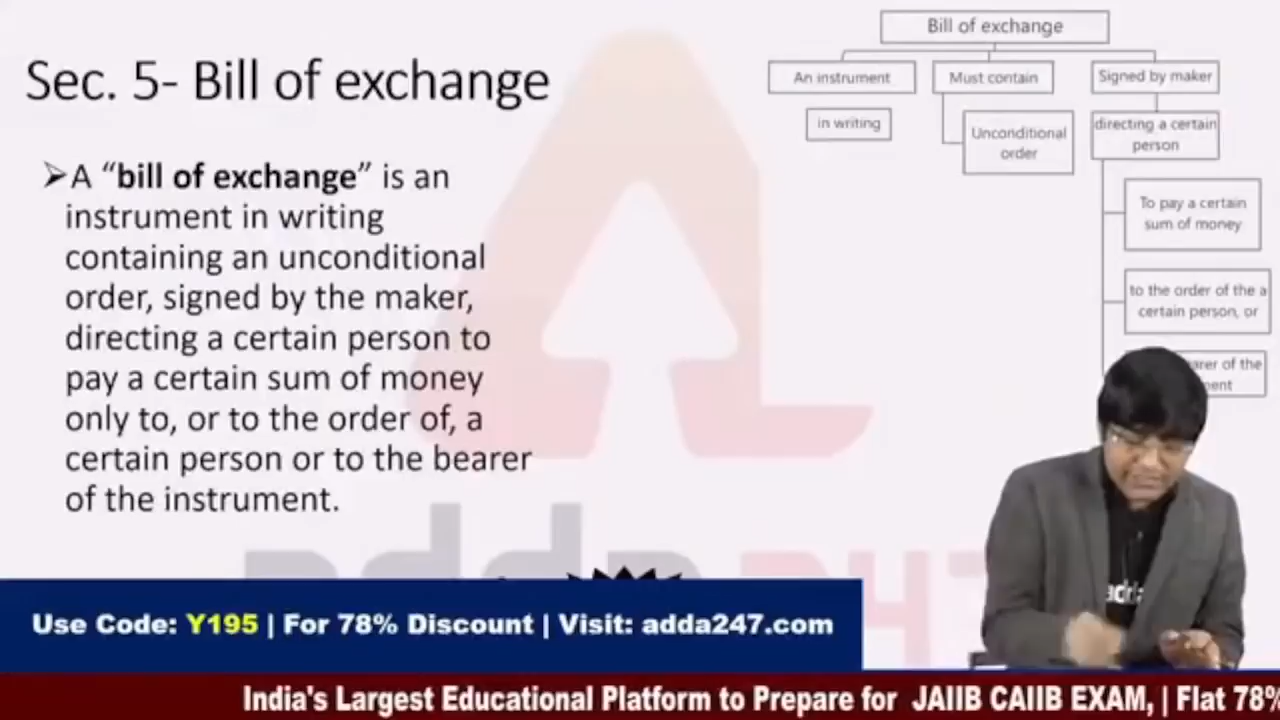 Sec. 5- Bill of exchange
➢A “bill of exchange” is an
instrument in writing
containing an unconditional
order, signed by the maker,
directing a certain person to
pay a certain sum of money
only to, or to the order of, a
certain person or to the bearer
of the instrument.
Bill of exchange
An instrument
in writing
Must contain
Unconditional
order
Signed by maker
directing a certain
person
To pay a certain
sum of money
to the order of the a
certain person, or
of the
adda
247
Use Code: Y195 | For 78% Discount | Visit: adda247.com
India's Largest Educational Platform to Prepare for JAIIB CAIIB EXAM, | Flat 78%